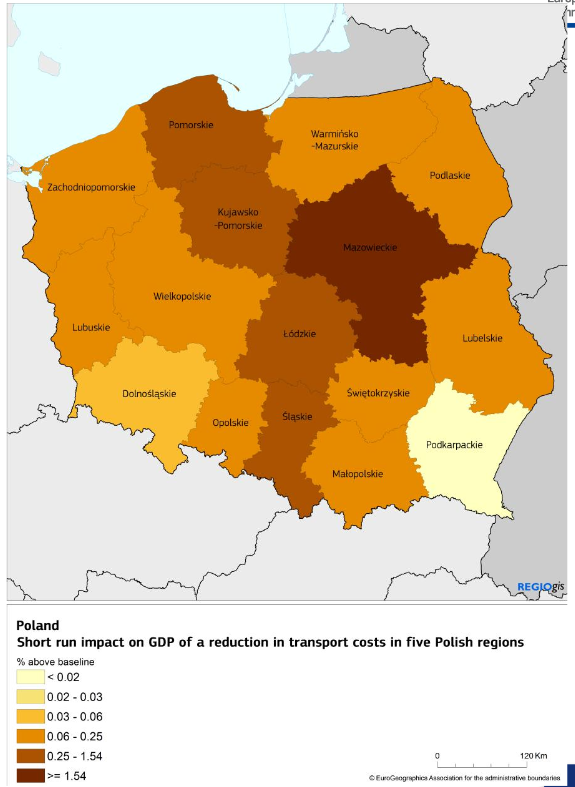 Pomorskie
Warmińsko
-Mazurskie
Zachodniopomorskie
Podlaskie
Kujawsko
-Pomorskie
Mazowieckie
Wielkopolskie
Lubuskie
Łódzkie
Lubelskie
Dolnośląskie
Świętokrzyskie
Opolskie
Śląskie
Podkarpackie
Małopolskie
REGIOgis
Poland
Short run impact on GDP of a reduction in transport costs in five Polish regions
% above baseline
< 0.02
0.02 - 0.03
0.03 - 0.06
0.06 - 0.25
0.25 - 1.54
>= 1.54
0 120 Km
© EuroGeographics Association for the administrative boundaries